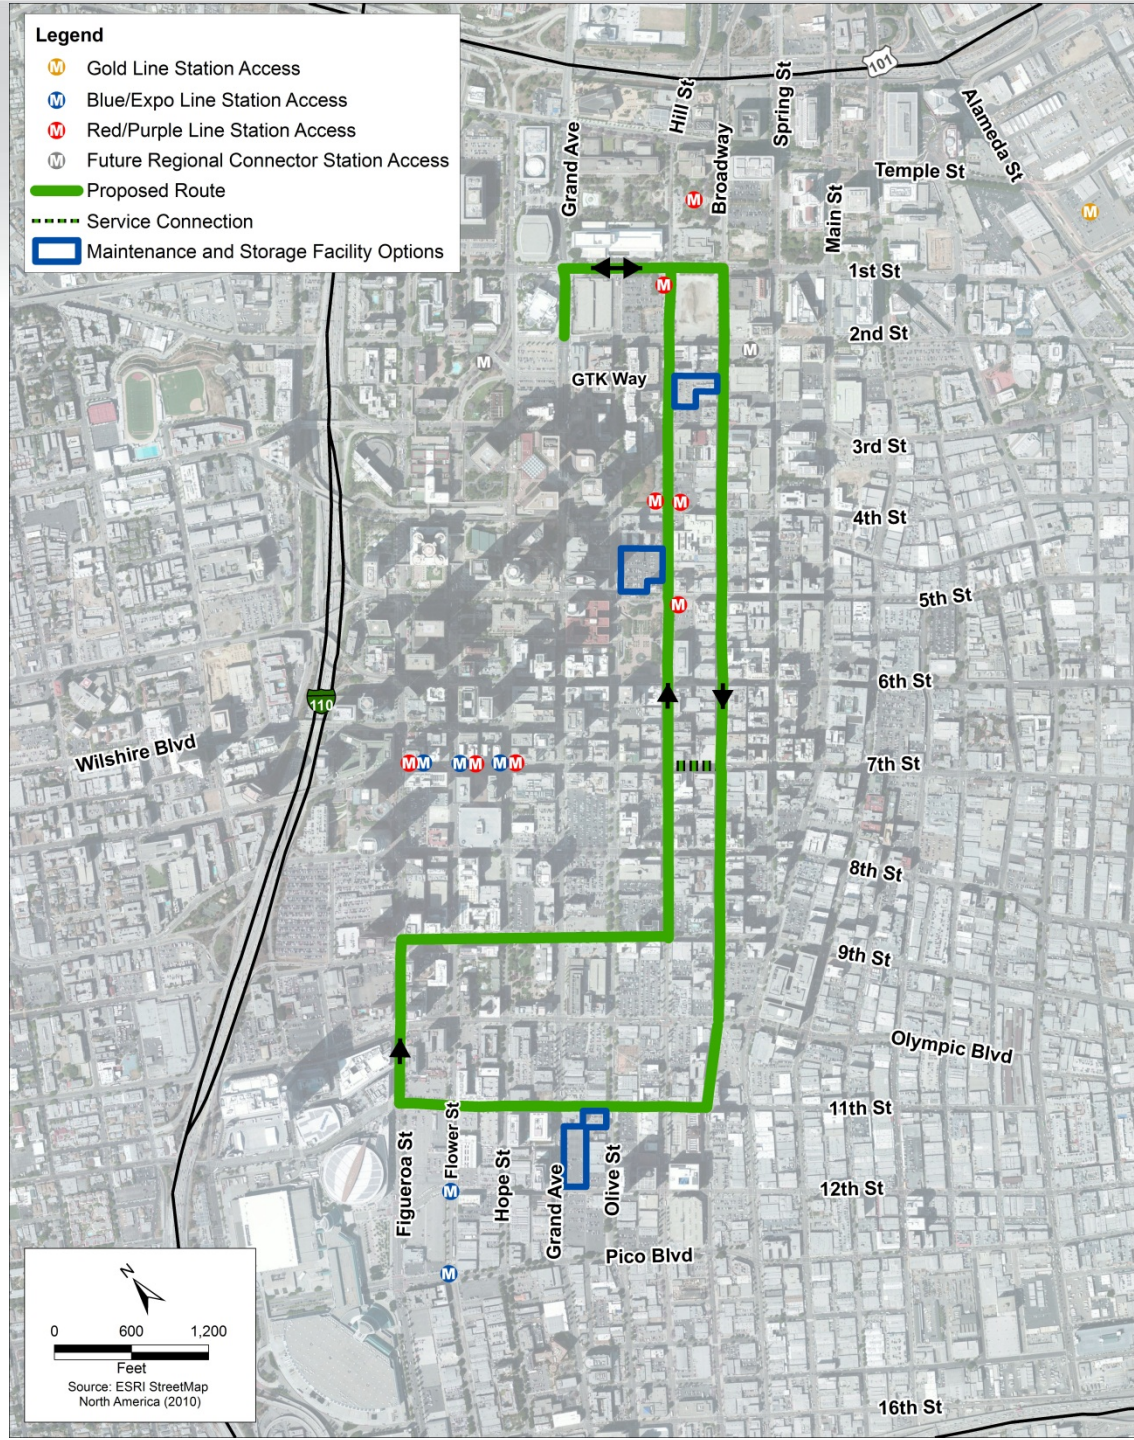 Legend
M Gold Line Station Access
M Blue/Expo Line Station Access
M Red/Purple Line Station Access
M Future Regional Connector Station Access
Proposed Route
Service Connection
Maintenance and Storage Facility Options
101
Hill St
Spring St
Alameda St
Grand Ave
Broadway
Temple St
M
Main St
M
1st St
M
2nd St
M
M
GTK Way
3rd St
M M
4th St
5th St
M
6th St
110
Wilshire Blvd
M M M M M M
7th St
8th St
9th St
Olympic Blvd
11th St
Figueroa St
Flower St
Hope St
Grand Ave
Olive St
12th St
M
Pico Blvd
M
N
0 600 1,200
Feet
Source: ESRI StreetMap
North America (2010)
16th St